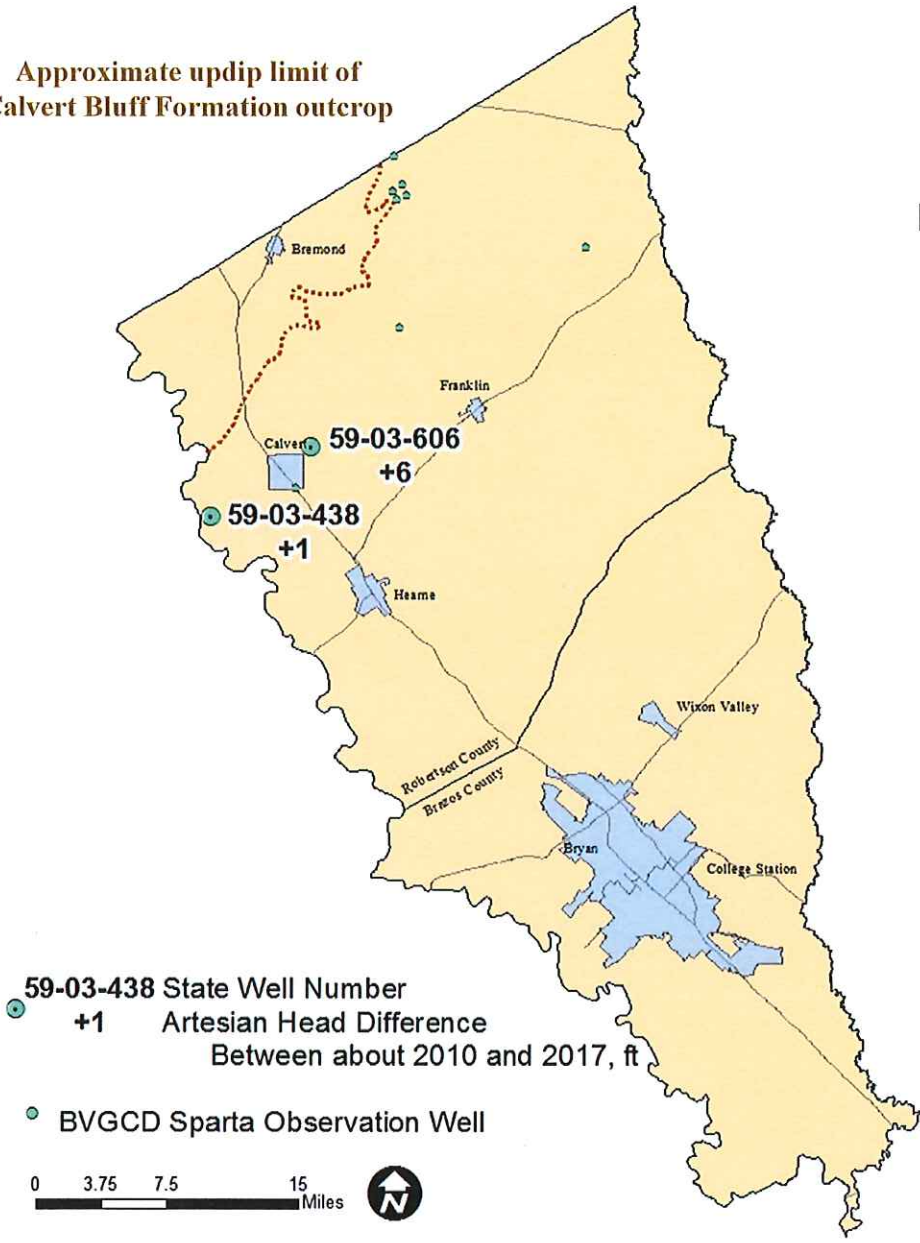 Approximate updip limit of
Calvert Bluff Formation outcrop
Bremond
Franklin
Calvert
59-03-606
+6
59-03-438
+1
Hearne
Wixon Valley
Robertson County
Brazos County
Bryan
College Station
59-03-438 State Well Number
+1 Artesian Head Difference
Between about 2010 and 2017, ft
BVGCD Sparta Observation Well
0 3.75 7.5 15
Miles
N